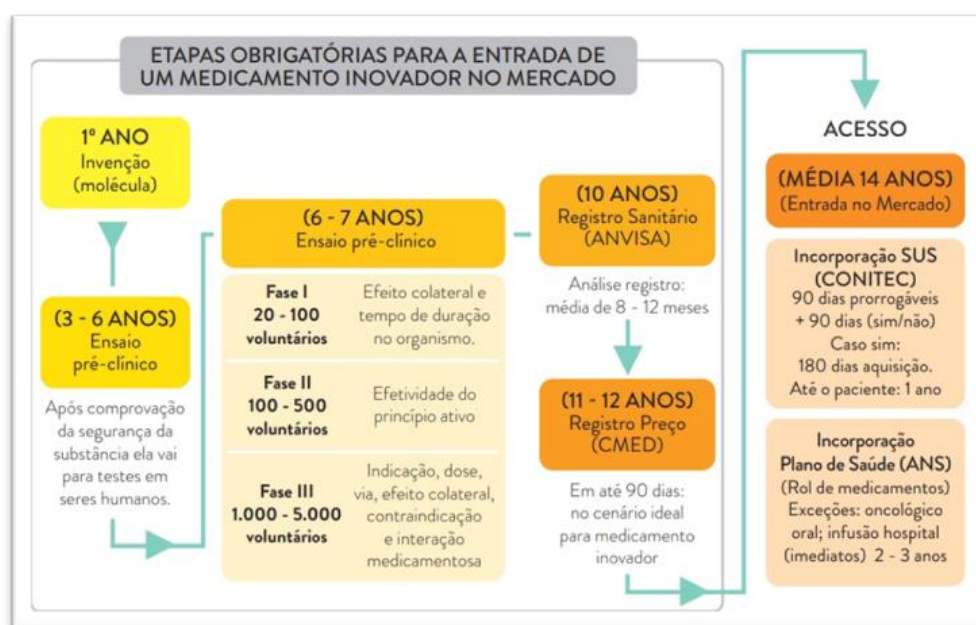 ETAPAS OBRIGATÓRIAS PARA A ENTRADA DE
UM MEDICAMENTO INOVADOR NO MERCADO
1º ANO
Invenção
(molécula)
(3 - 6 ANOS)
Ensaio
pré-clínico
Após comprovação
da segurança da
substância ela vai
para testes em
seres humanos.
(6 - 7 ANOS)
Ensaio pré-clínico
Fase I
20 - 100
voluntários
Efeito colateral e
tempo de duração
no organismo.
Fase II
100 - 500
voluntários
Efetividade do
princípio ativo
Fase III
1.000 - 5.000
voluntários
Indicação, dose,
via, efeito colateral,
contraindicação
e interação
medicamentosa
(10 ANOS)
Registro Sanitário
(ANVISA)
Análise registro:
média de 8 - 12 meses
(11 - 12 ANOS)
Registro Preço
(CMED)
Em até 90 dias:
no cenário ideal
para medicamento
inovador
ACESSO
(MÉDIA 14 ANOS)
(Entrada no Mercado)
Incorporação SUS
(CONITEC)
90 dias prorrogáveis
+ 90 dias (sim/não)
Caso sim:
180 dias aquisição.
Até o paciente: 1 ano
Incorporação
Plano de Saúde (ANS)
(Rol de medicamentos)
Exceções: oncológico
oral; infusão hospital
(imediatos) 2 - 3 anos